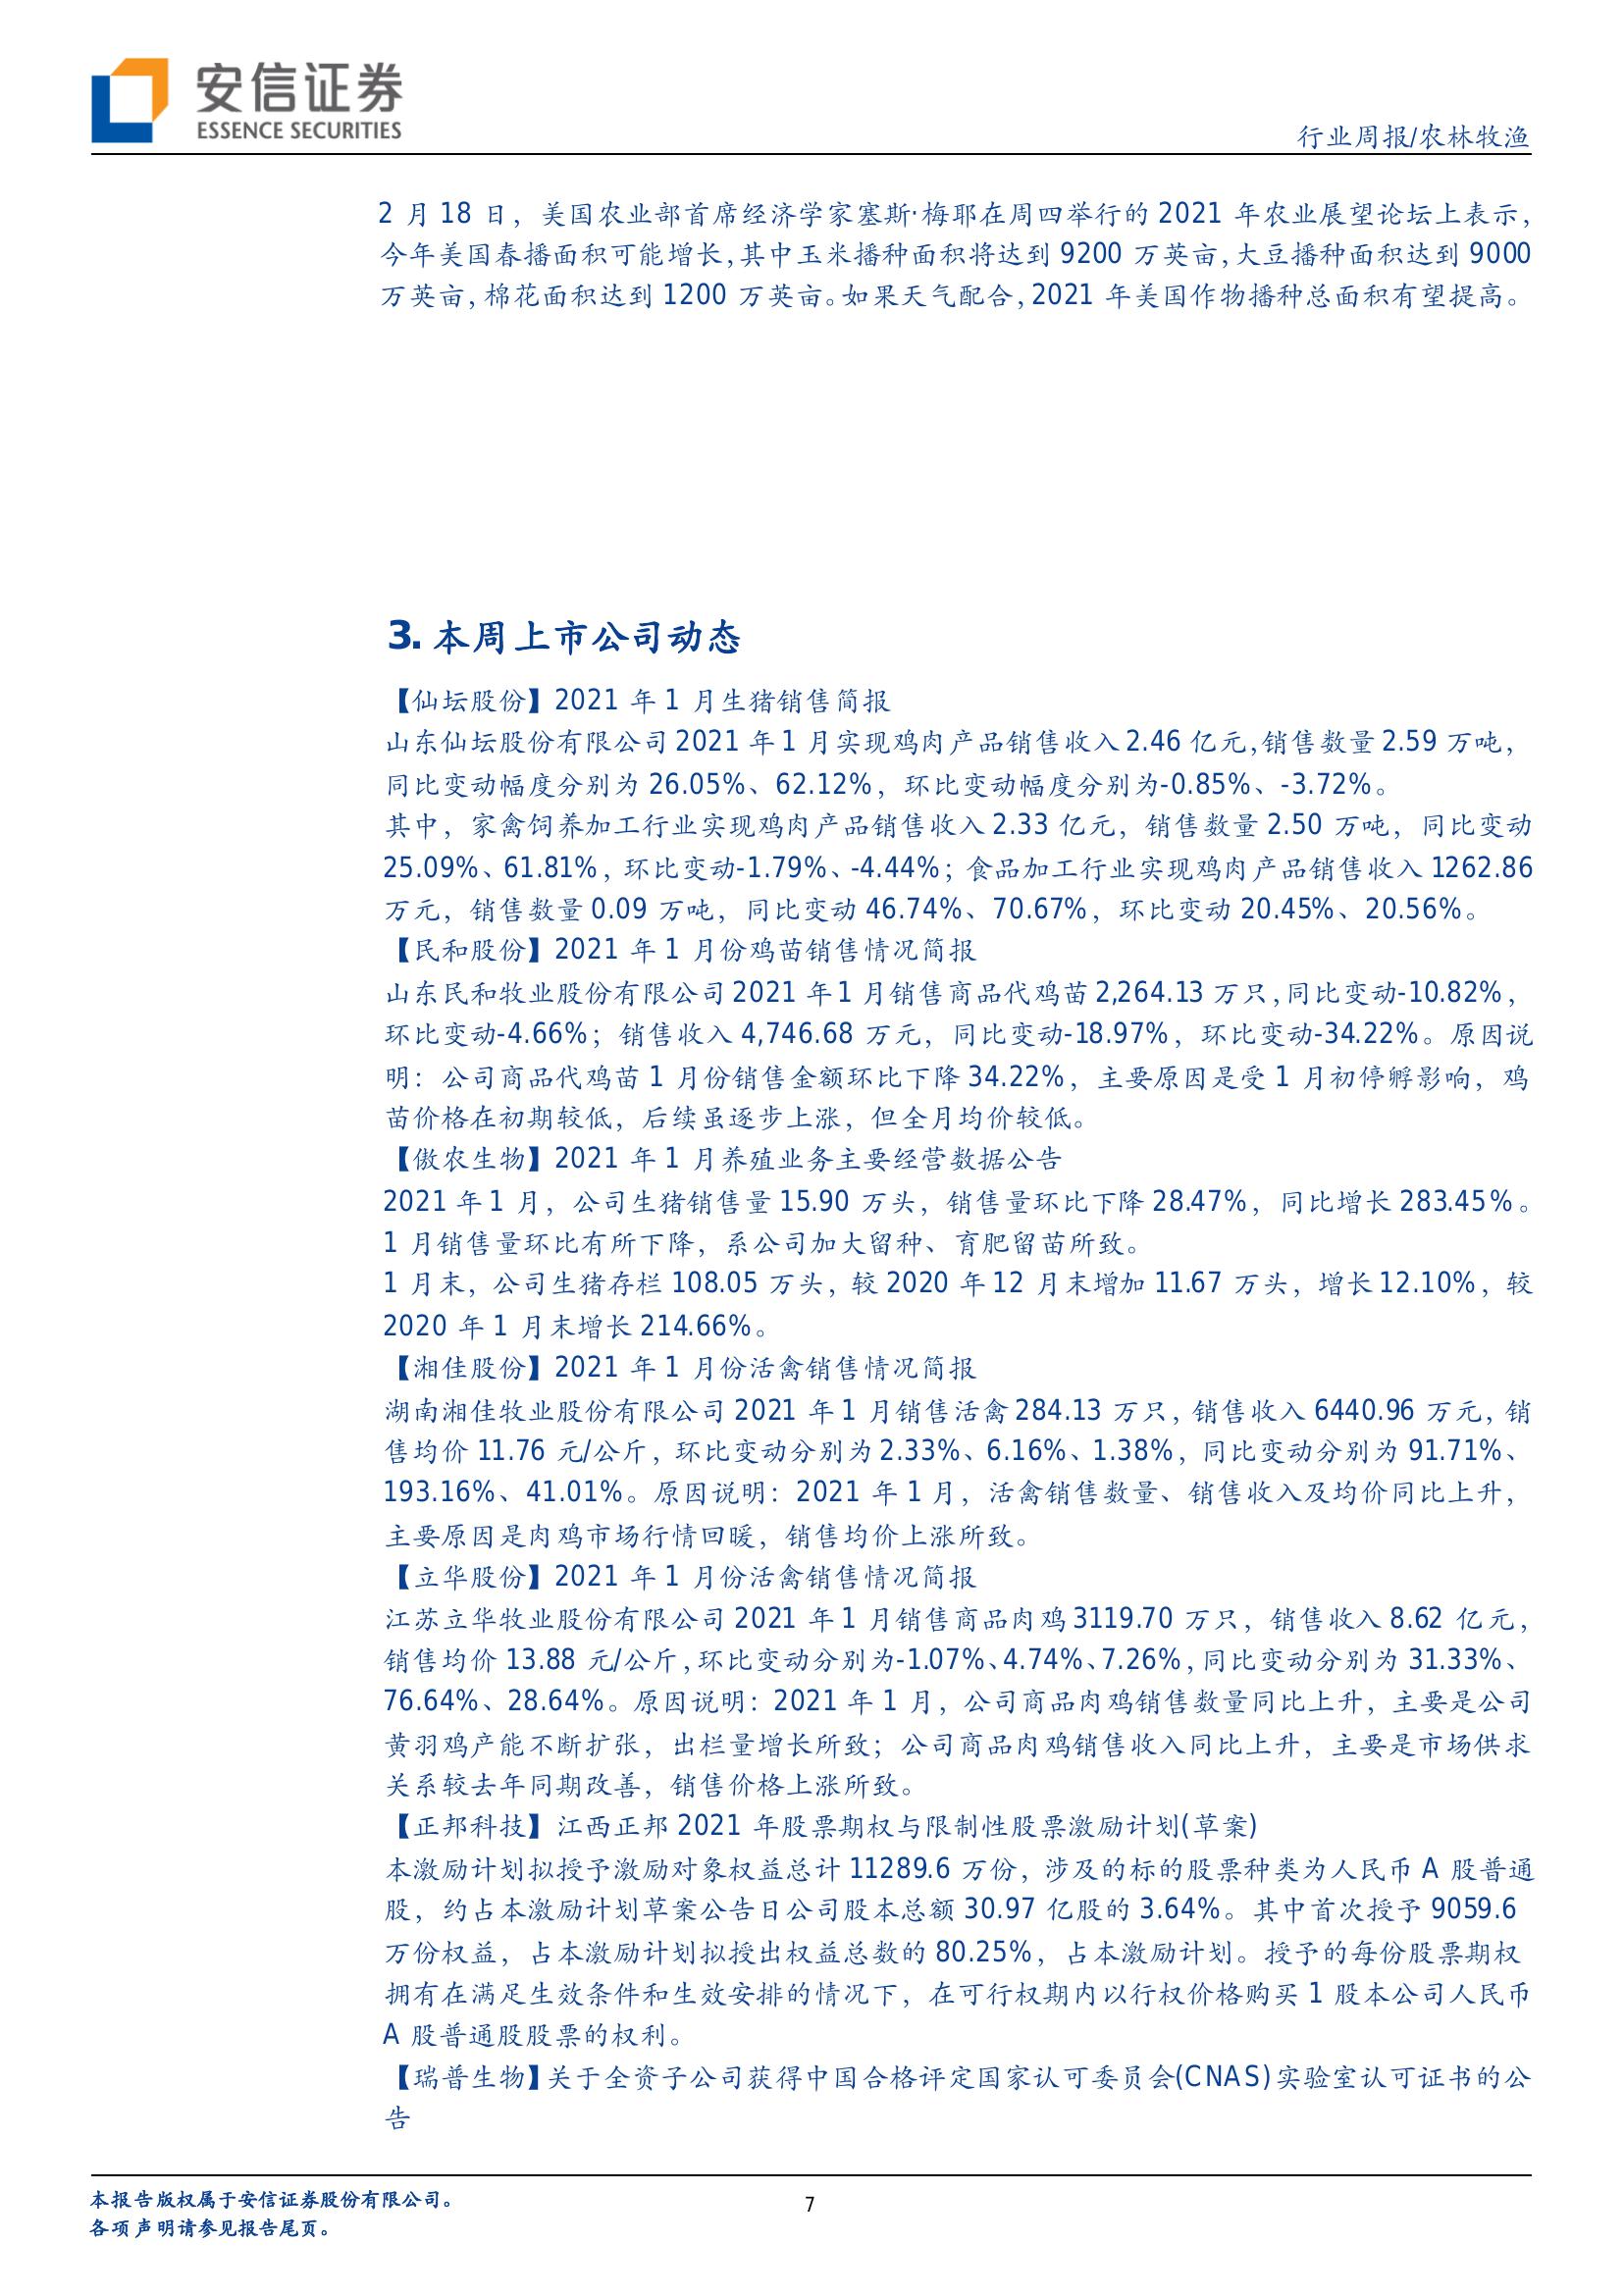 安信证券
ESSENCE SECURITIES
行业周报/农林牧渔
2 月 18 日，美国农业部首席经济学家塞斯·梅耶在周四举行的 2021 年农业展望论坛上表示，
今年美国春播面积可能增长，其中玉米播种面积将达到 9200 万英亩，大豆播种面积达到 9000
万英亩，棉花面积达到 1200 万英亩。如果天气配合，2021 年美国作物播种总面积有望提高。
3. 本周上市公司动态
【仙坛股份】2021 年 1 月生猪销售简报
山东仙坛股份有限公司 2021 年 1 月实现鸡肉产品销售收入 2.46 亿元，销售数量 2.59 万吨，
同比变动幅度分别为 26.05%、62.12%，环比变动幅度分别为-0.85%、-3.72%。
其中，家禽饲养加工行业实现鸡肉产品销售收入 2.33 亿元，销售数量 2.50 万吨，同比变动
25.09%、61.81%，环比变动-1.79%、-4.44%；食品加工行业实现鸡肉产品销售收入 1262.86
万元，销售数量 0.09 万吨，同比变动 46.74%、70.67%，环比变动 20.45%、20.56%。
【民和股份】2021 年 1 月份鸡苗销售情况简报
山东民和牧业股份有限公司 2021 年 1 月销售商品代鸡苗 2,264.13 万只，同比变动-10.82%，
环比变动-4.66%；销售收入 4,746.68 万元，同比变动-18.97%，环比变动-34.22%。原因说
明：公司商品代鸡苗 1 月份销售金额环比下降 34.22%，主要原因是受 1 月初停孵影响，鸡
苗价格在初期较低，后续虽逐步上涨，但全月均价较低。
【傲农生物】2021 年 1 月养殖业务主要经营数据公告
2021 年 1 月，公司生猪销售量 15.90 万头，销售量环比下降 28.47%，同比增长 283.45%。
1 月销售量环比有所下降，系公司加大留种、育肥留苗所致。
1 月末，公司生猪存栏 108.05 万头，较 2020 年 12 月末增加 11.67 万头，增长 12.10%，较
2020 年 1 月末增长 214.66%。
【湘佳股份】2021 年 1 月份活禽销售情况简报
湖南湘佳牧业股份有限公司 2021 年 1 月销售活禽 284.13 万只，销售收入 6440.96 万元，销
售均价 11.76 元/公斤，环比变动分别为 2.33%、6.16%、1.38%，同比变动分别为 91.71%、
193.16%、41.01%。原因说明：2021 年 1 月，活禽销售数量、销售收入及均价同比上升，
主要原因是肉鸡市场行情回暖，销售均价上涨所致。
【立华股份】2021 年 1 月份活禽销售情况简报
江苏立华牧业股份有限公司 2021 年 1 月销售商品肉鸡 3119.70 万只，销售收入 8.62 亿元，
销售均价 13.88 元/公斤，环比变动分别为-1.07%、4.74%、7.26%，同比变动分别为 31.33%、
76.64%、28.64%。原因说明：2021 年 1 月，公司商品肉鸡销售数量同比上升，主要是公司
黄羽鸡产能不断扩张，出栏量增长所致；公司商品肉鸡销售收入同比上升，主要是市场供求
关系较去年同期改善，销售价格上涨所致。
【正邦科技】江西正邦 2021 年股票期权与限制性股票激励计划(草案)
本激励计划拟授予激励对象权益总计 11289.6 万份，涉及的标的股票种类为人民币 A 股普通
股，约占本激励计划草案公告日公司股本总额 30.97 亿股的 3.64%。其中首次授予 9059.6
万份权益，占本激励计划拟授出权益总数的 80.25%，占本激励计划。授予的每份股票期权
拥有在满足生效条件和生效安排的情况下，在可行权期内以行权价格购买 1 股本公司人民币
A 股普通股股票的权利。
【瑞普生物】关于全资子公司获得中国合格评定国家认可委员会(CNAS)实验室认可证书的公
告
本报告版权属于安信证券股份有限公司。
7
各项声明请参见报告尾页。